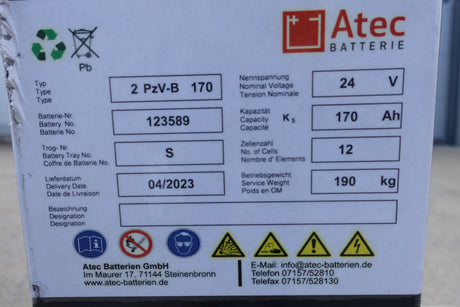 Atec
BATTERIE
Pb
Typ
Type
Type
2 PzV-B 170
Nennspannung
Nominal Voltage
Tension Nominale
24 V
Batterie-Nr.
Battery No.
Batterie No.
123589
Kapazität
Capacity K5
Capacité
170 Ah
Trog- Nr.
Battery Tray No.
Coffre de Batterie No.
S
Zellenzahl
No. of Cells
Nombre d' Elements
12
Lieferdatum
Delivery Date
Date de Livraison
04/2023
Betriebsgewicht
Service Weight
Poids en OM
190 kg
Bezeichnung
Designation
Designation
Atec Batterien GmbH
Im Maurer 17, 71144 Steinenbronn
www.atec-batterien.de
E-Mail: info@atec-batterien.de
Telefon 07157/52810
Telefax 07157/528130